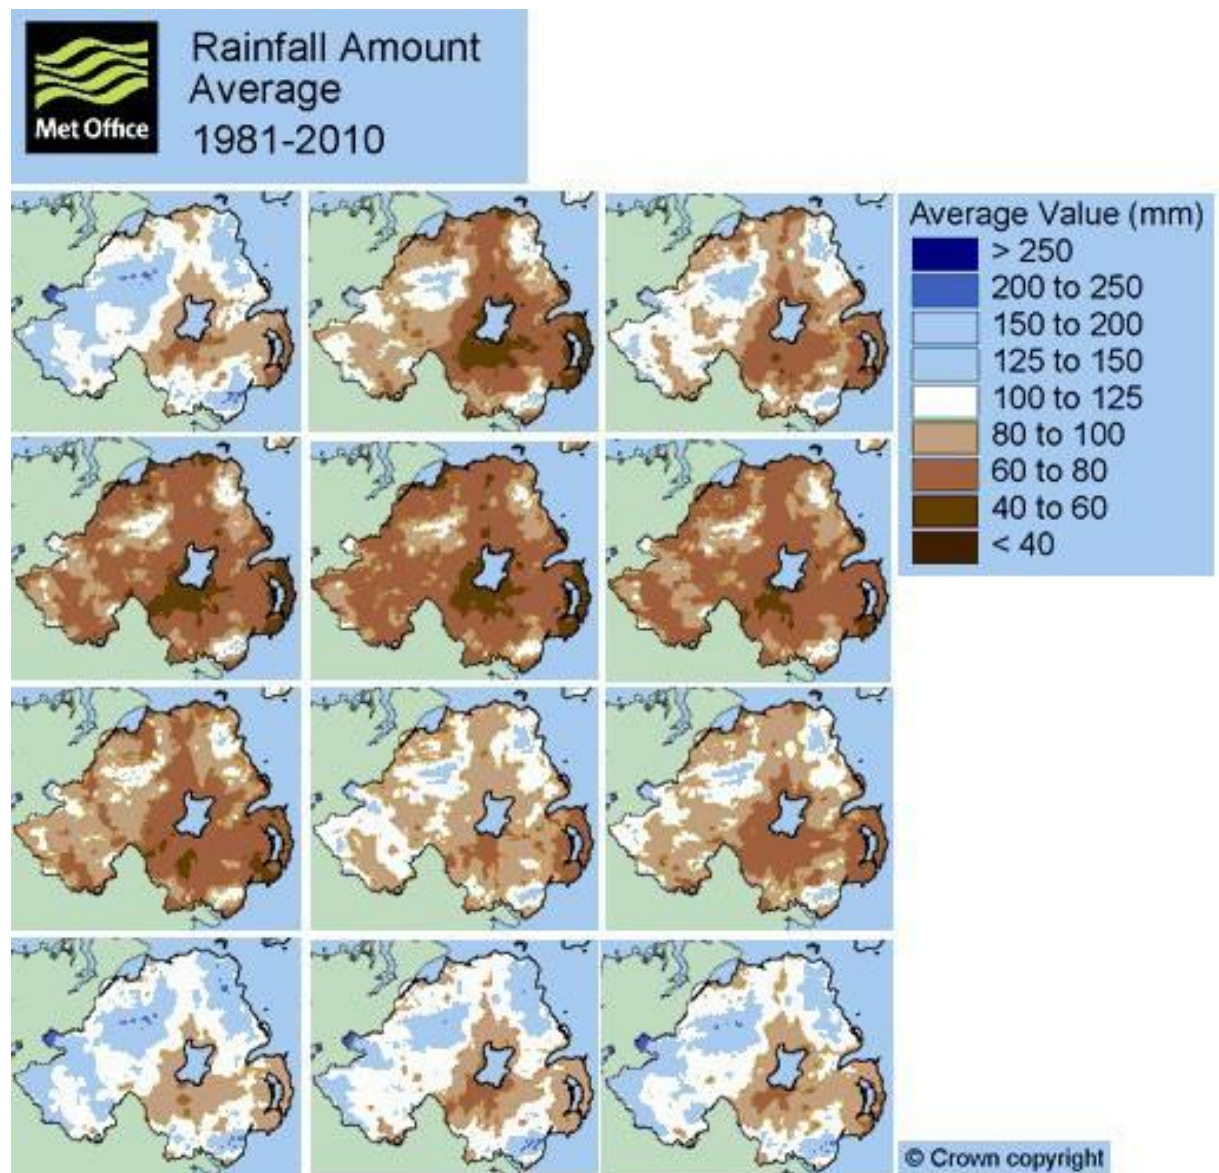 Met Office
Rainfall Amount
Average
1981-2010
Average Value (mm)
> 250
200 to 250
150 to 200
125 to 150
100 to 125
80 to 100
60 to 80
40 to 60
< 40
© Crown copyright